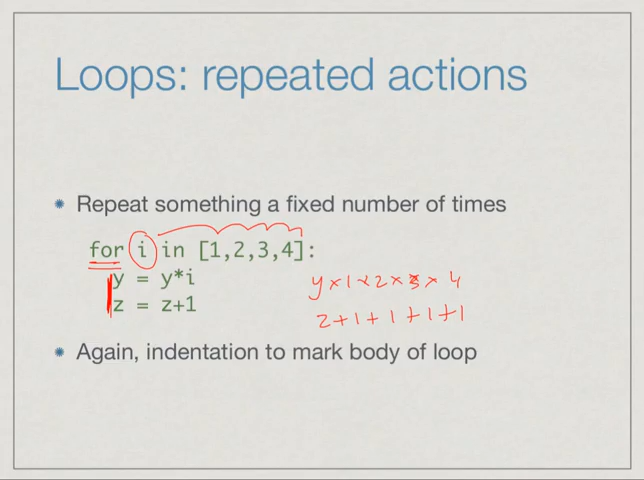 Loops: repeated actions
Repeat something a fixed number of times
for i in [1,2,3,4]:
y = y*i
y×1×2×3×4
z = z+1
z+1+1+1+1
Again, indentation to mark body of loop